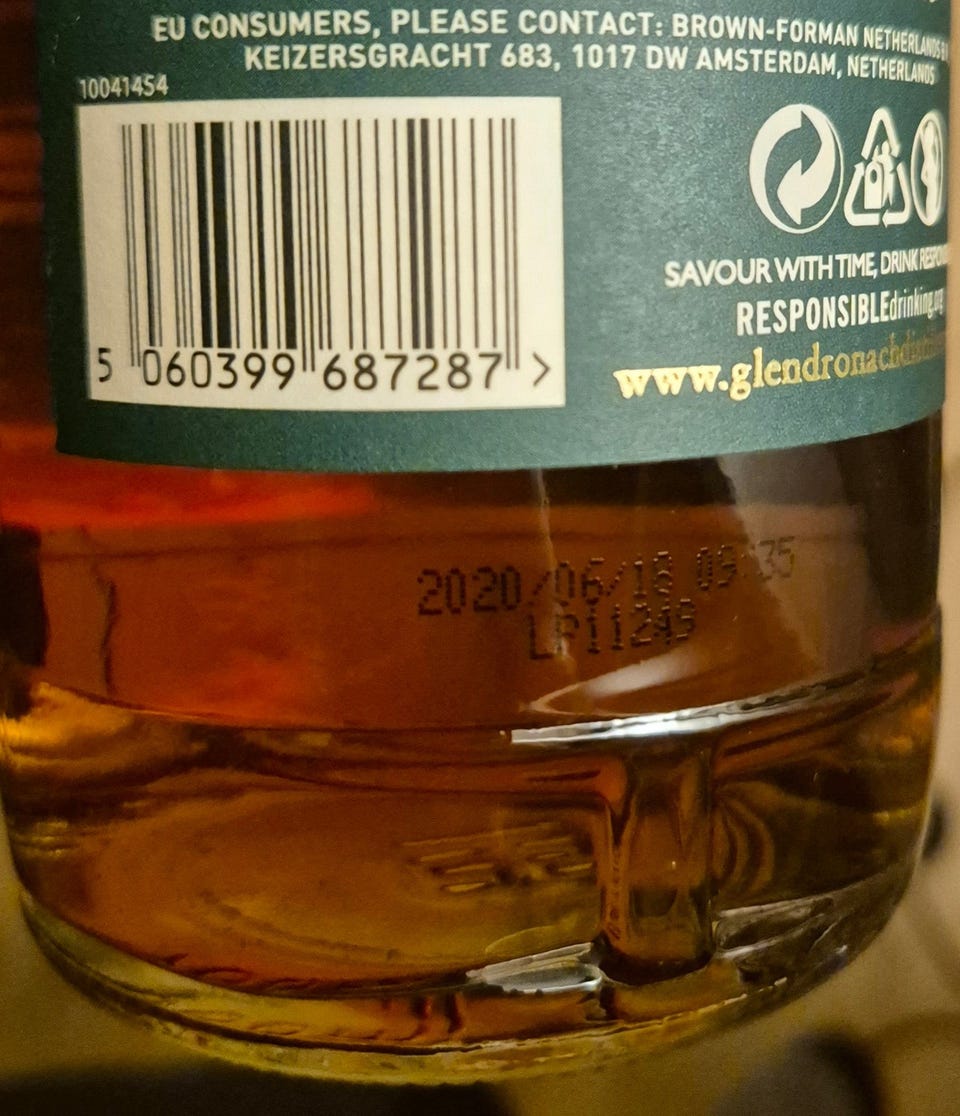 EU CONSUMERS, PLEASE CONTACT: BROWN-FORMAN NETHERLANDS
KEIZERSGRACHT 683, 1017 DW AMSTERDAM, NETHERLANDS
10041454
5 060399 687287 >
SAVOUR WITH TIME, DRINK
RESPONSIBLEdrinking.org
www.glendronach
2020/06/18 09:35